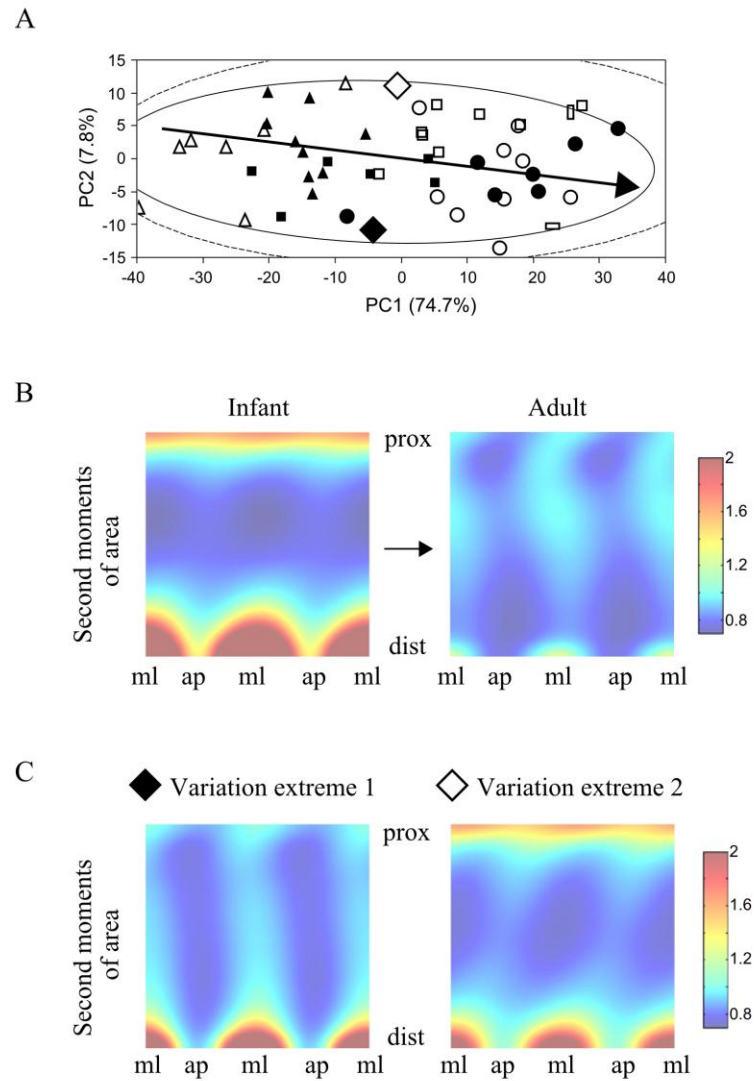 A
PC2 (7.8%)
15
10
5
0
-5
-10
-15
-40 -30 -20 -10 0 10 20 30 40
PC1 (74.7%)
B
Infant
Adult
Second moments
of area
prox
dist
ml ap ml ap ml
ml ap ml ap ml
2
1.6
1.2
0.8
C
Variation extreme 1
Variation extreme 2
Second moments
of area
prox
dist
ml ap ml ap ml
ml ap ml ap ml
2
1.6
1.2
0.8